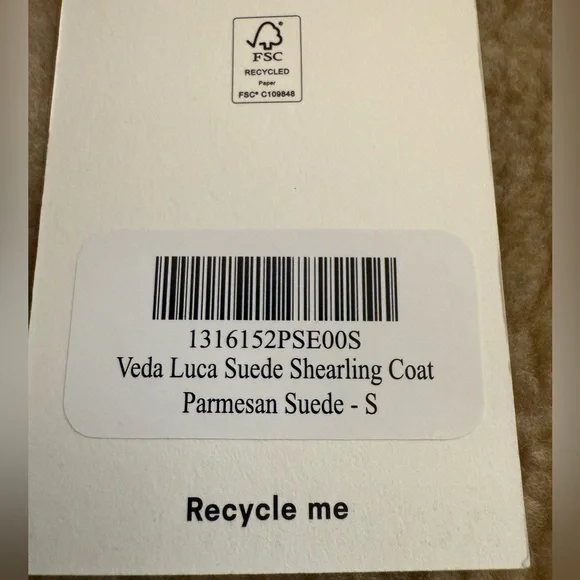 FSC
RECYCLED
Paper
FSC® C109848
1316152PSE00S
Veda Luca Suede Shearling Coat
Parmesan Suede - S
Recycle me